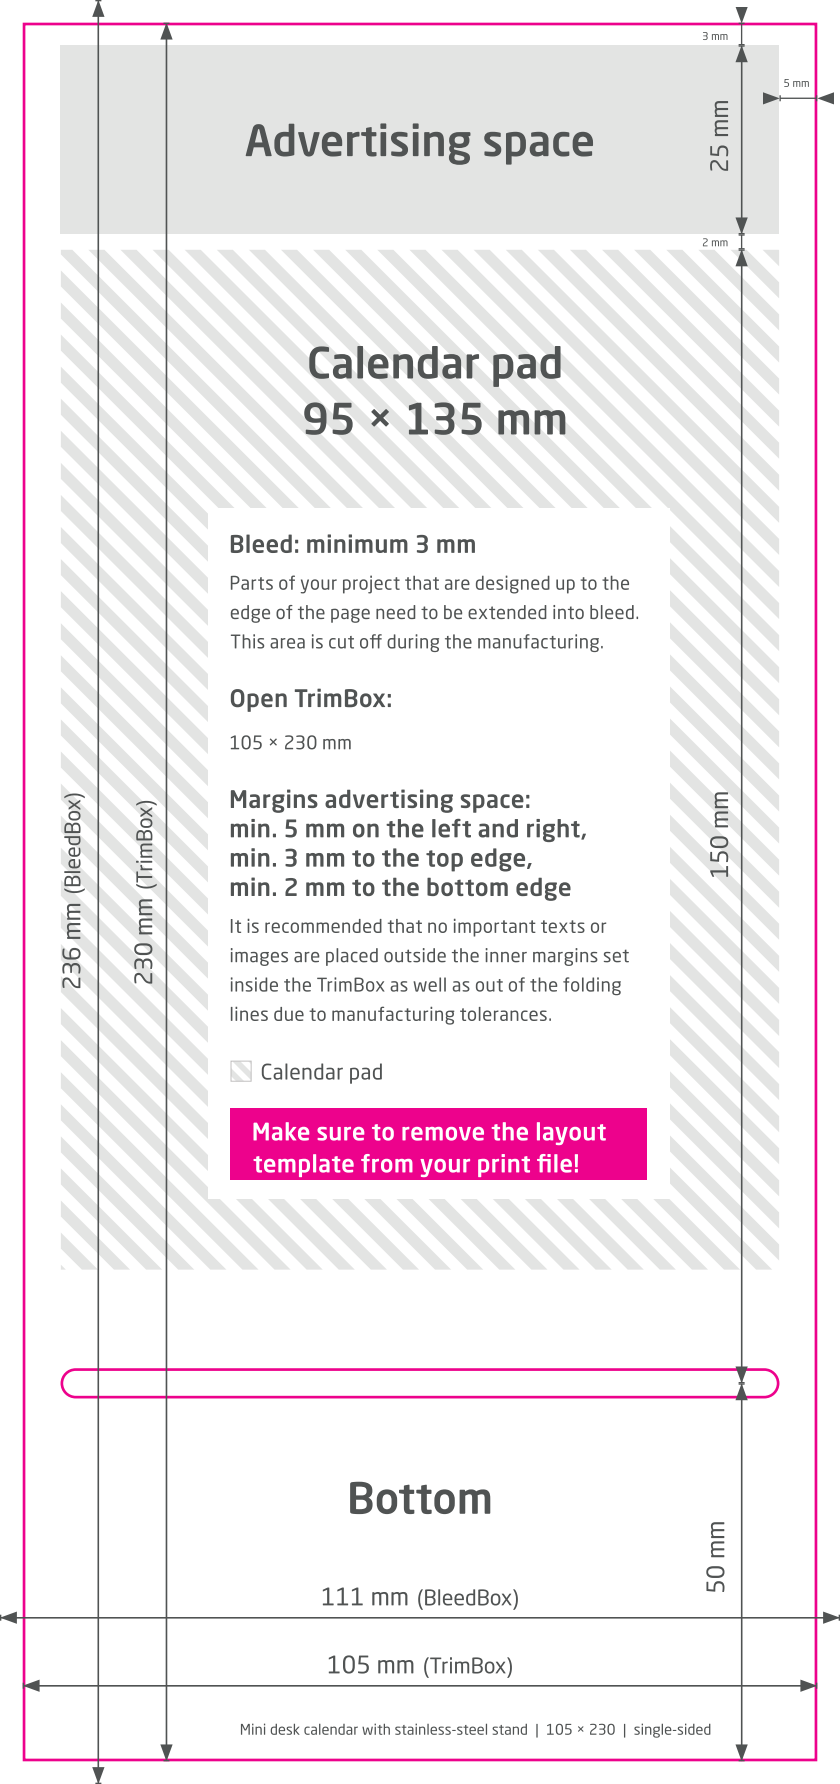 3 mm
5 mm
Advertising space
25 mm
2 mm
Calendar pad
95 × 135 mm
Bleed: minimum 3 mm
Parts of your project that are designed up to the
edge of the page need to be extended into bleed.
This area is cut off during the manufacturing.
Open TrimBox:
105 × 230 mm
Margins advertising space:
min. 5 mm on the left and right,
min. 3 mm to the top edge,
min. 2 mm to the bottom edge
It is recommended that no important texts or
images are placed outside the inner margins set
inside the TrimBox as well as out of the folding
lines due to manufacturing tolerances.
Calendar pad
Make sure to remove the layout
template from your print file!
236 mm (BleedBox)
230 mm (TrimBox)
150 mm
Bottom
50 mm
111 mm (BleedBox)
105 mm (TrimBox)
Mini desk calendar with stainless-steel stand | 105 × 230 | single-sided